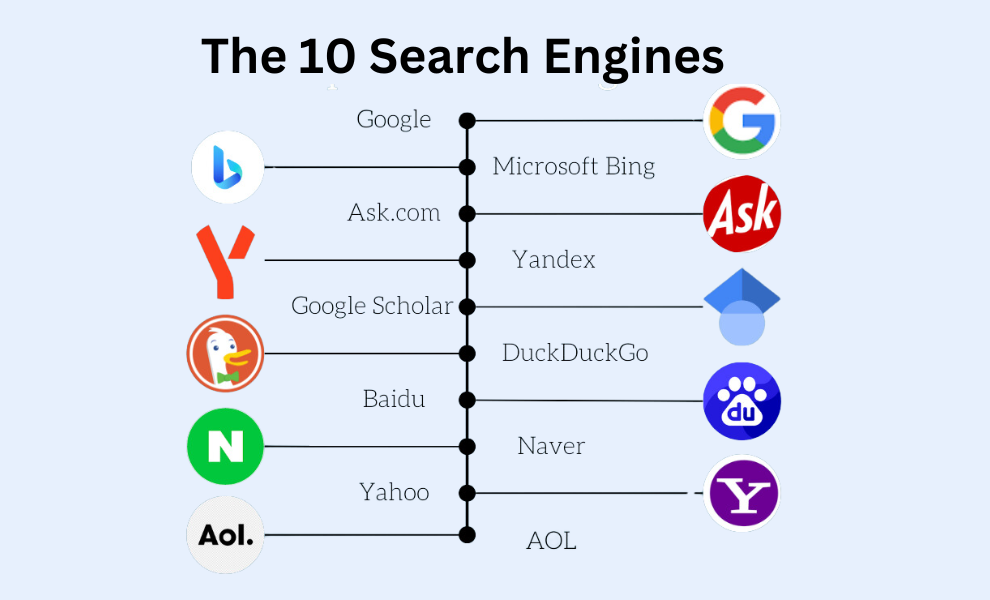 The 10 Search Engines
Google
Microsoft Bing
Ask.com
Ask
Yandex
Google Scholar
DuckDuckGo
Baidu
du
Naver
N
Yahoo
Y
AOL
Aol.